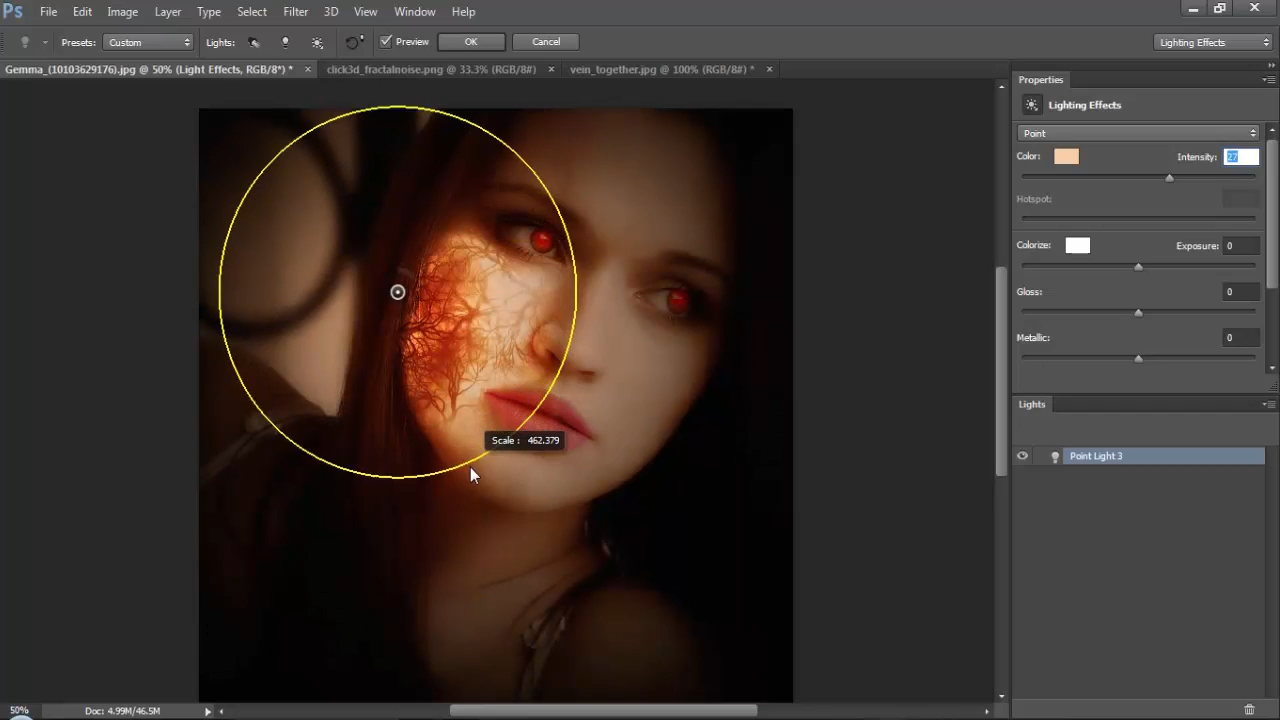 Ps File Edit Image Layer Type Select Filter 3D View Window Help
Presets: Custom Lights: Preview OK Cancel Lighting Effects
Gemma_(10103629176).jpg @ 50% (Light Effects, RGB/8*) * × click3d_fractalnoise.png @ 33.3% (RGB/8#) × vein_together.jpg @ 100% (RGB/8#) * ×
Properties
Lighting Effects
Point
Color: Intensity: 27
Hotspot:
Colorize: Exposure: 0
Gloss: 0
Metallic: 0
Lights
Scale : 462.379
Point Light 3
50% Doc: 4.99M/46.5M